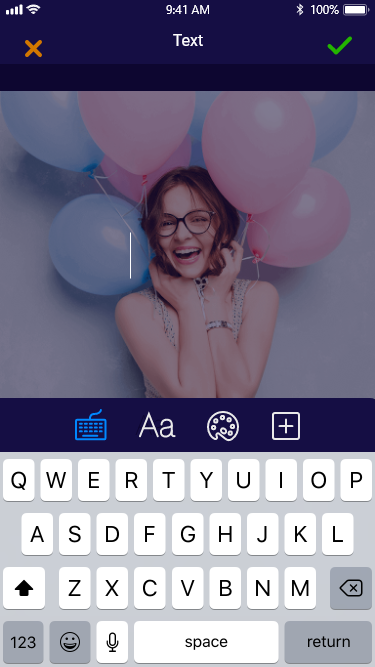 9:41 AM
100%
Text
Aa
Q W E R T Y U I O P
A S D F G H J K L
Z X C V B N M
123 space return